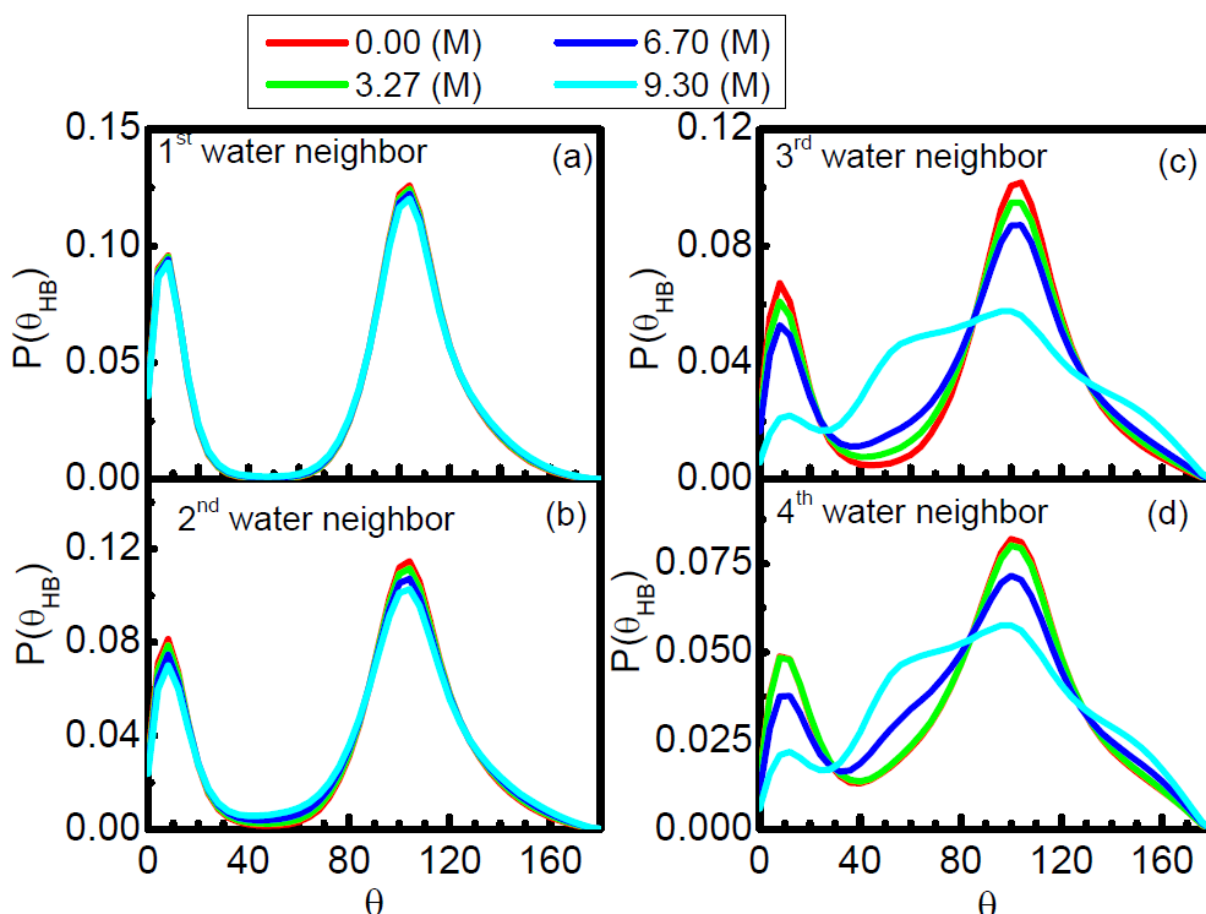 0.00 (M) 6.70 (M)
3.27 (M) 9.30 (M)
1st water neighbor (a)
P(θHB)
0.15
0.10
0.05
0.00
2nd water neighbor (b)
P(θHB)
0.12
0.08
0.04
0.00
0 40 80 120 160
θ
3rd water neighbor (c)
P(θHB)
0.12
0.08
0.04
0.00
4th water neighbor (d)
P(θHB)
0.075
0.050
0.025
0.000
0 40 80 120 160
θ